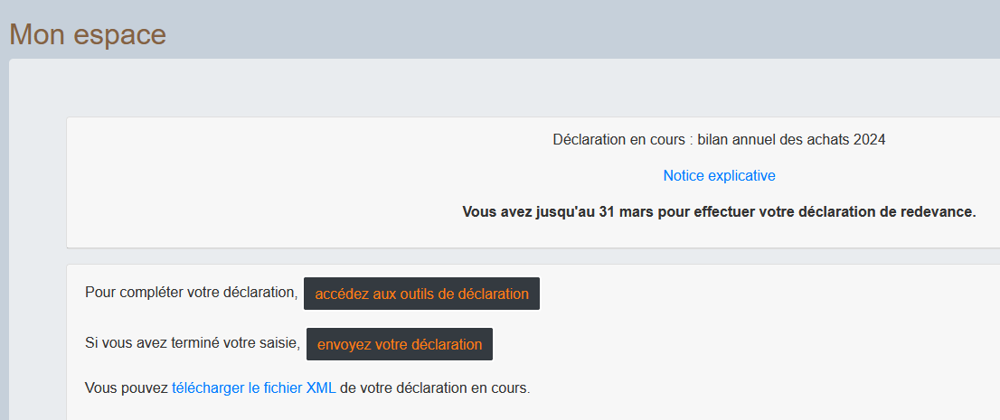 Mon espace
Déclaration en cours : bilan annuel des achats 2024
Notice explicative
Vous avez jusqu'au 31 mars pour effectuer votre déclaration de redevance.
Pour compléter votre déclaration, accédez aux outils de déclaration
Si vous avez terminé votre saisie, envoyez votre déclaration
Vous pouvez télécharger le fichier XML de votre déclaration en cours.